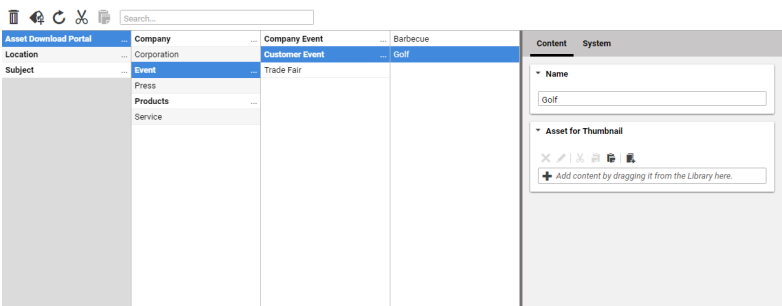 Search...
Asset Download Portal ...
Location ...
Subject ...
Company ...
Corporation
Event ...
Press
Products ...
Service
Company Event ...
Customer Event ...
Trade Fair
Barbecue
Golf
Content System
Name
Golf
Asset for Thumbnail
Add content by dragging it from the Library here.